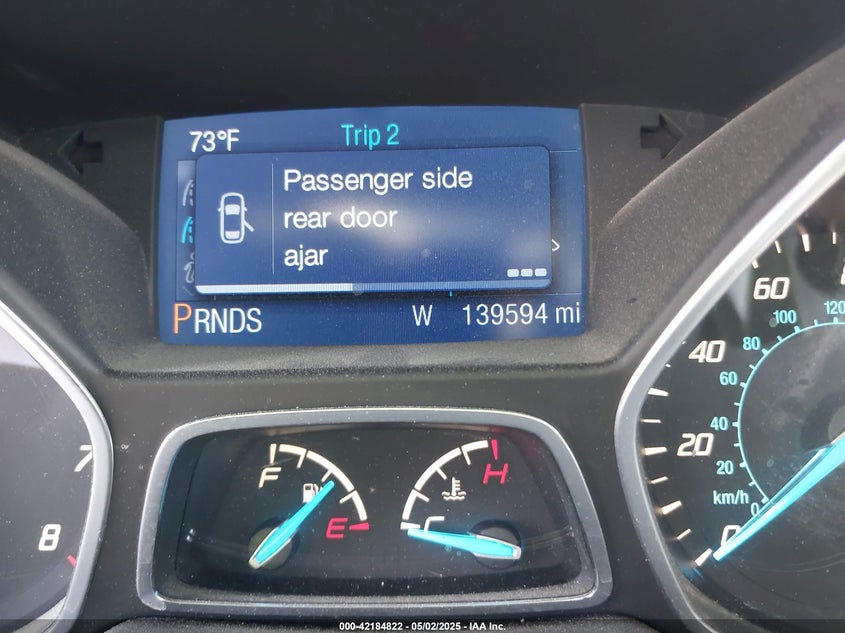 73°F Trip 2
Passenger side
rear door
ajar
PRNDS W 139594 mi
7
8
F
E
H
C
60
40
20
0
120
100
80
60
40
20
0
km/h
000-42184822 - 05/02/2025 - IAA Inc.